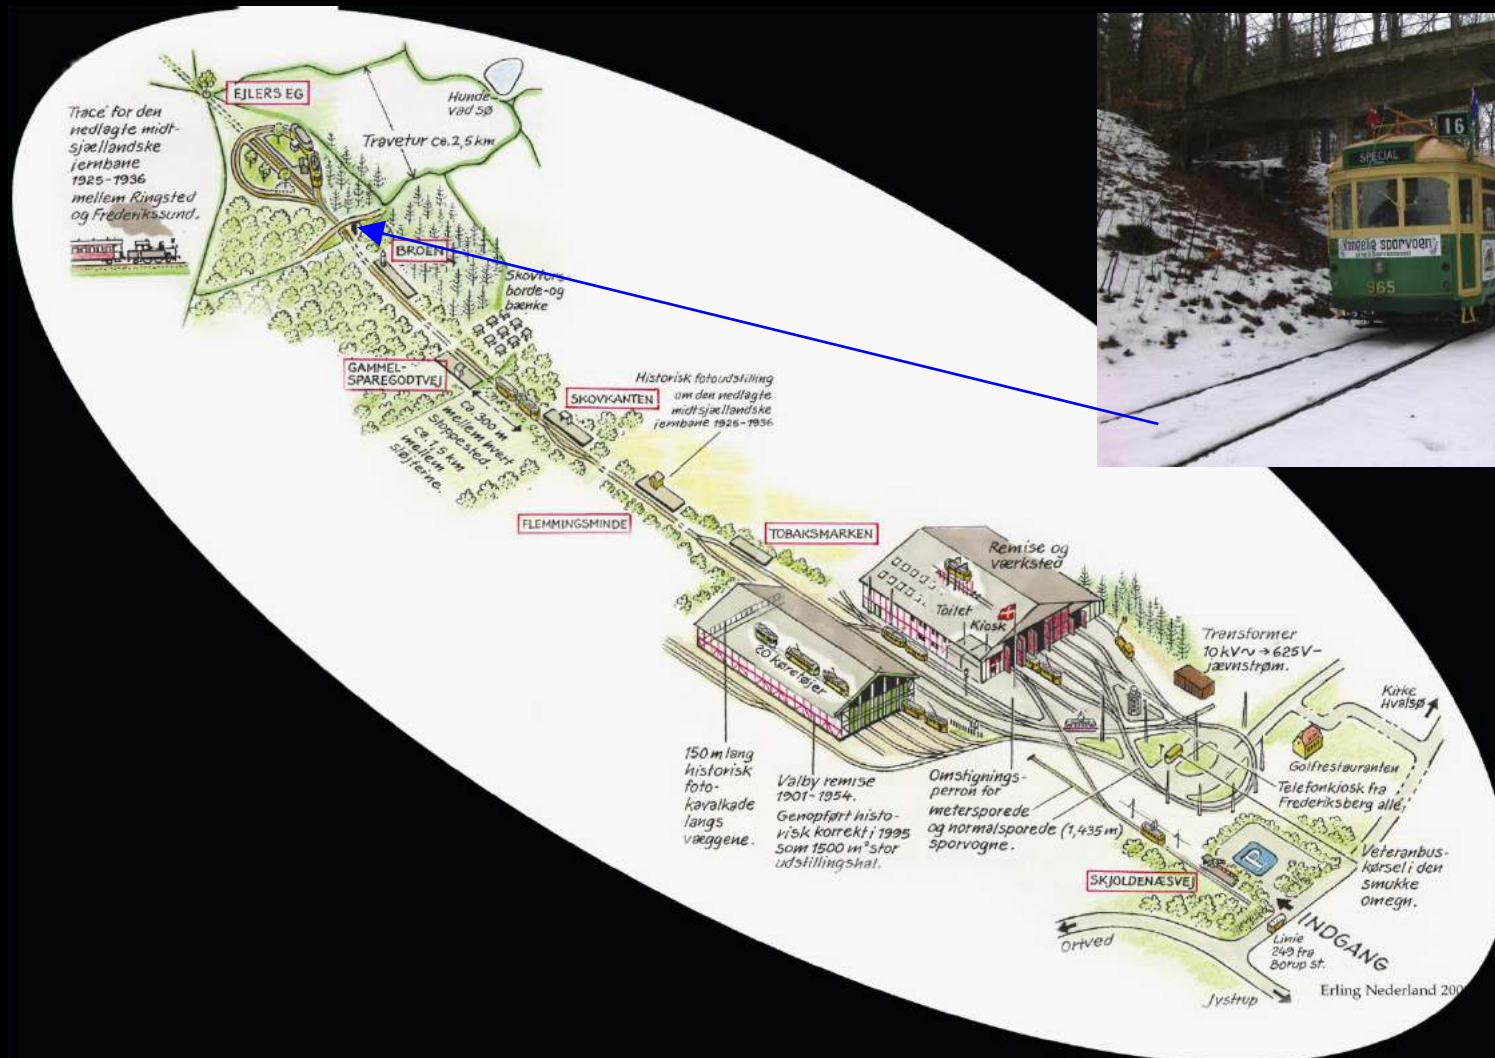 EJLERS EG
Hunde-
vad sø
Travetur ca. 2,5 km
Tracé for den
nedlagte midt-
sjællandske
jernbane
1925-1936
mellem Ringsted
og Frederikssund.
BROEN
borde-og
bænke
GAMMEL-
SPAREGODTVEJ
ca. 300 m
mellem hvert
stoppested.
ca. 1,5 km
mellem
sløjferne.
SKOVKANTEN
Historisk fotoudstilling
om den nedlagte
midtsjællandske
jernbane 1925-1936
FLEMMINGSMINDE
TOBAKSMARKEN
Remise og
værksted
Toilet
Kiosk
20 køretøjer
Transformer
10 kV~ → 625 V-
jævnstrøm.
Kirke
Hvalsø
Golfrestauranten
Telefonkiosk fra
Frederiksberg allé,
150 m lang
historisk
foto-
kavalkade
langs
væggene.
Valby remise
1901-1954.
Genopført histo-
risk korrekt i 1995
som 1500 m² stor
udstillingshal.
Omstignings-
perron for
metersporede
og normalsporede (1,435 m)
sporvogne.
P
Veteranbus-
kørsel i den
smukke
omegn.
SKJOLDENÆSVEJ
INDGANG
Linie
249 fra
Borup st.
Ortved
Jystrup
Erling Nederland
16
SPECIAL
sporvogn
965